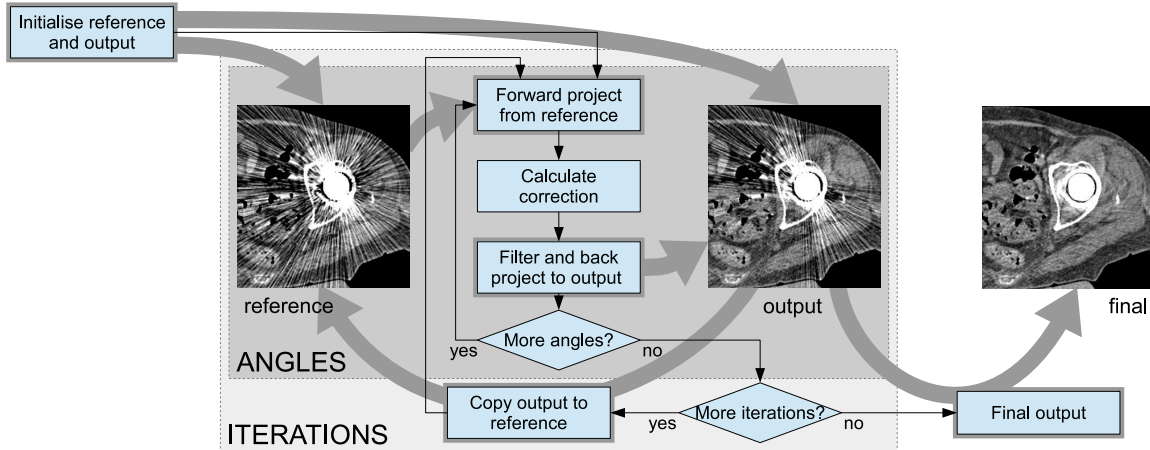 Initialise reference
and output
Forward project
from reference
Calculate
correction
Filter and back
project to output
reference
output
final
More angles?
yes
no
ANGLES
Copy output to
reference
More iterations?
yes
no
Final output
ITERATIONS